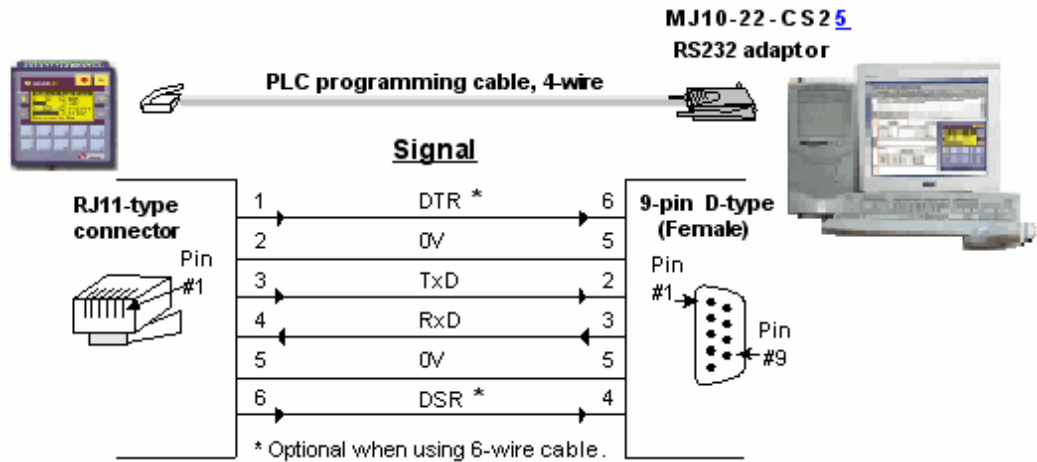 MJ10-22-CS25
RS232 adaptor
PLC programming cable, 4-wire
Signal
RJ11-type
connector
Pin
#1
1 DTR * 6
2 0V 5
3 TxD 2
4 RxD 3
5 0V 5
6 DSR * 4
9-pin D-type
(Female)
Pin
#1
Pin
#9
* Optional when using 6-wire cable.